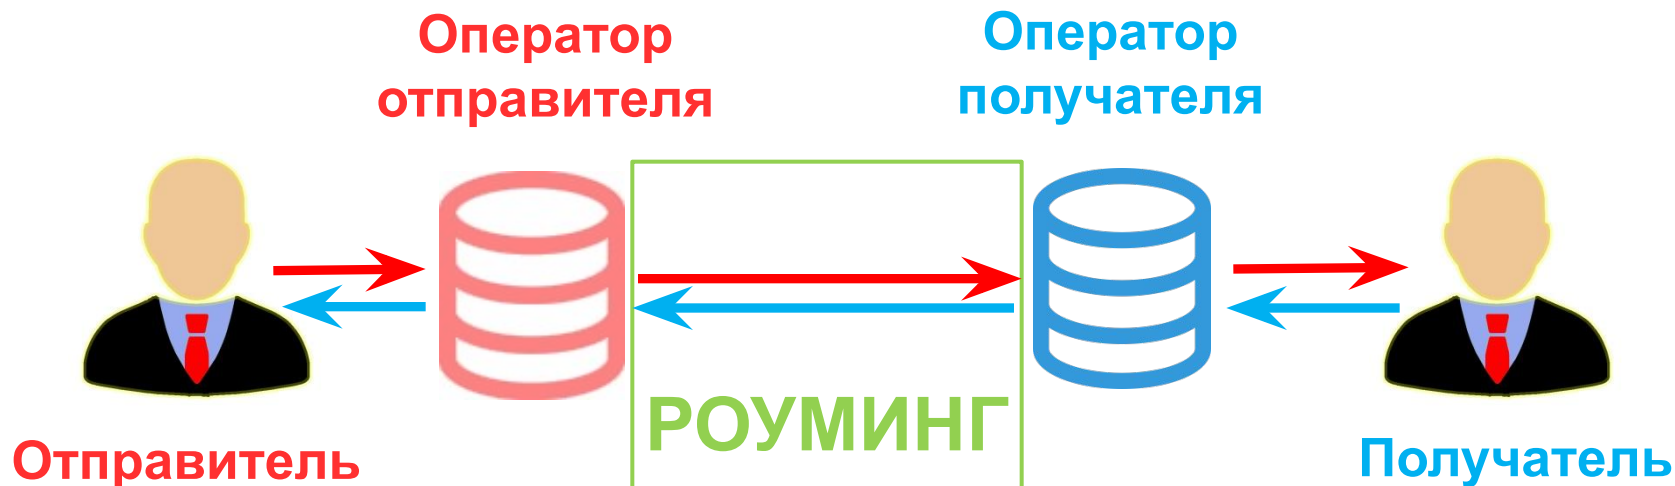 Оператор
отправителя
Оператор
получателя
РОУМИНГ
Отправитель
Получатель